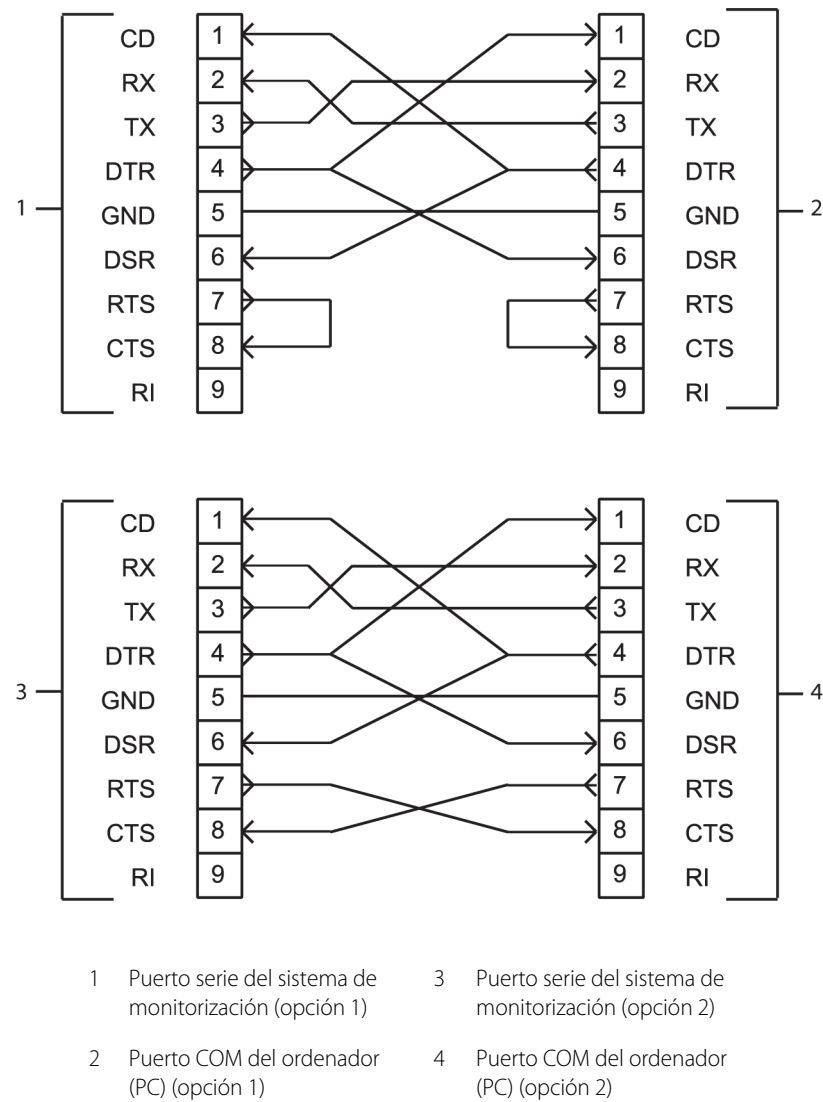 CD 1 1 CD
RX 2 2 RX
TX 3 3 TX
DTR 4 4 DTR
1 GND 5 5 GND 2
DSR 6 6 DSR
RTS 7 7 RTS
CTS 8 8 CTS
RI 9 9 RI
CD 1 1 CD
RX 2 2 RX
TX 3 3 TX
DTR 4 4 DTR
3 GND 5 5 GND 4
DSR 6 6 DSR
RTS 7 7 RTS
CTS 8 8 CTS
RI 9 9 RI
1 Puerto serie del sistema de
monitorización (opción 1)
3 Puerto serie del sistema de
monitorización (opción 2)
2 Puerto COM del ordenador
(PC) (opción 1)
4 Puerto COM del ordenador
(PC) (opción 2)